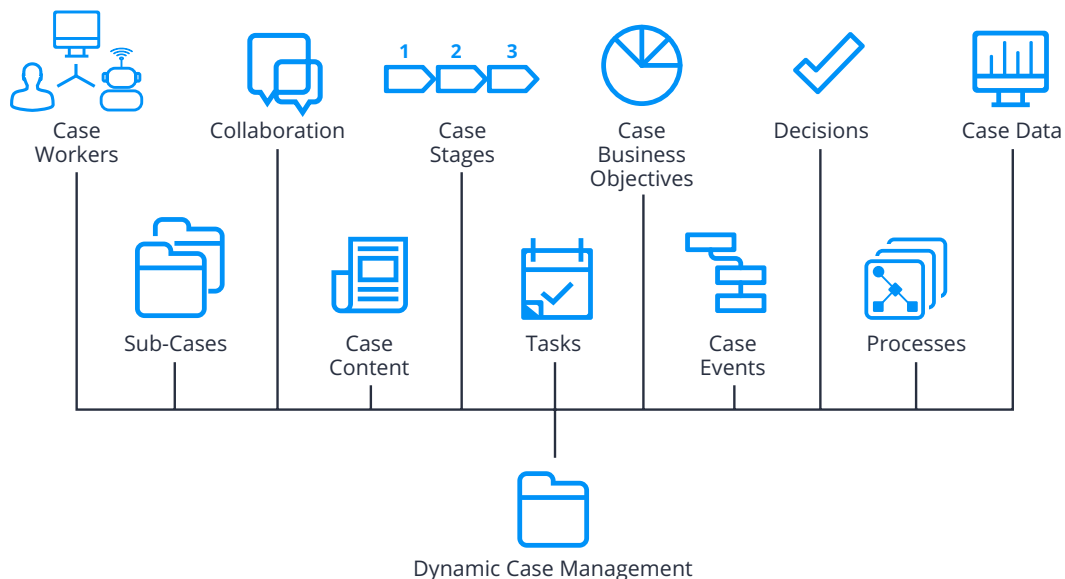 1 2 3
Case
Workers
Collaboration
Case
Stages
Case
Business
Objectives
Decisions
Case Data
Sub-Cases
Case
Content
Tasks
Case
Events
Processes
Dynamic Case Management